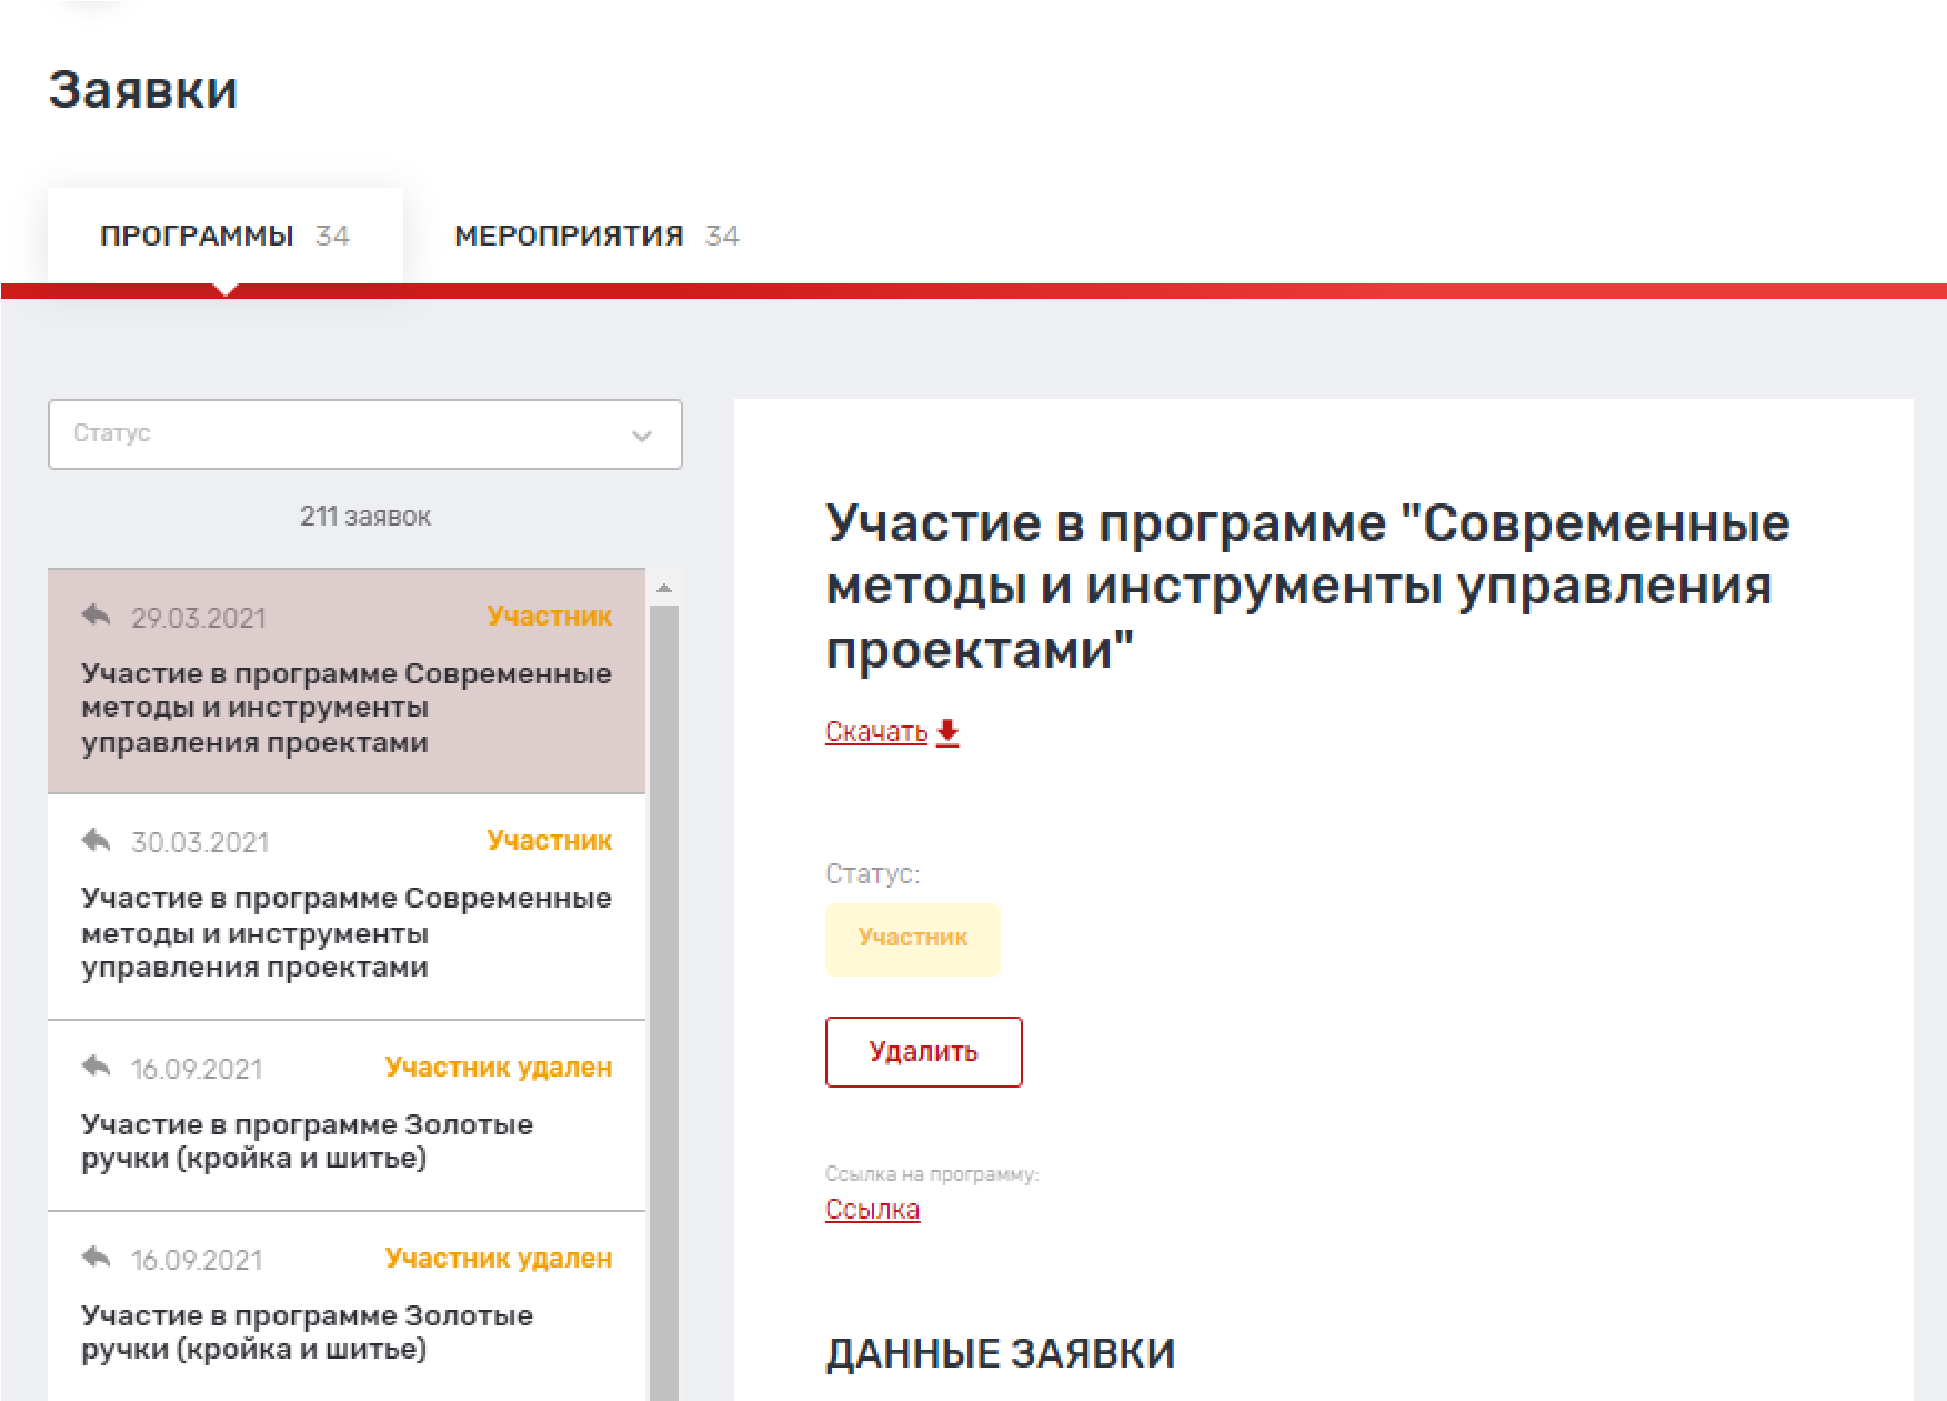 Заявки
ПРОГРАММЫ 34 МЕРОПРИЯТИЯ 34
Статус
211 заявок
29.03.2021 Участник
Участие в программе Современные
методы и инструменты
управления проектами
30.03.2021 Участник
Участие в программе Современные
методы и инструменты
управления проектами
16.09.2021 Участник удален
Участие в программе Золотые
ручки (кройка и шитье)
16.09.2021 Участник удален
Участие в программе Золотые
ручки (кройка и шитье)
Участие в программе "Современные
методы и инструменты управления
проектами"
Скачать
Статус:
Участник
Удалить
Ссылка на программу:
Ссылка
ДАННЫЕ ЗАЯВКИ